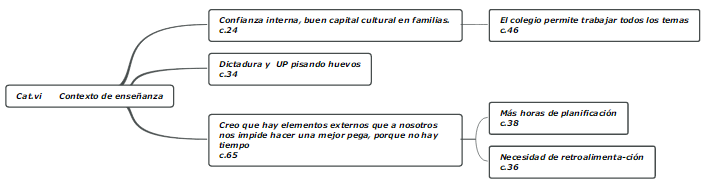 Cat.vi Contexto de enseñanza
Confianza interna, buen capital cultural en familias.
c.24
El colegio permite trabajar todos los temas
c.46
Dictadura y UP pisando huevos
c.34
Creo que hay elementos externos que a nosotros
nos impide hacer una mejor pega, porque no hay
tiempo
c.65
Más horas de planificación
c.38
Necesidad de retroalimenta-ción
c.36